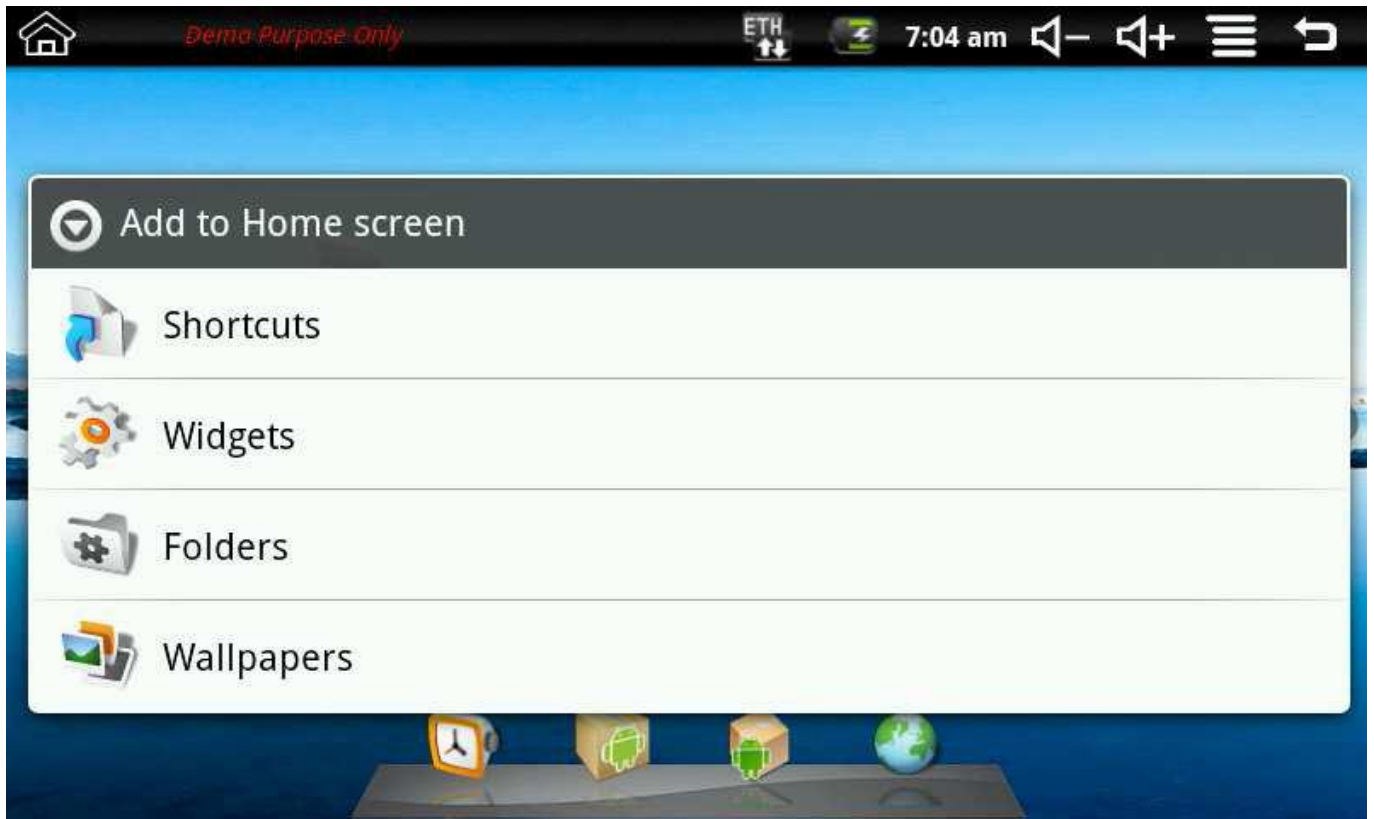 Demo Purpose Only
ETH
7:04 am
Add to Home screen
Shortcuts
Widgets
Folders
Wallpapers